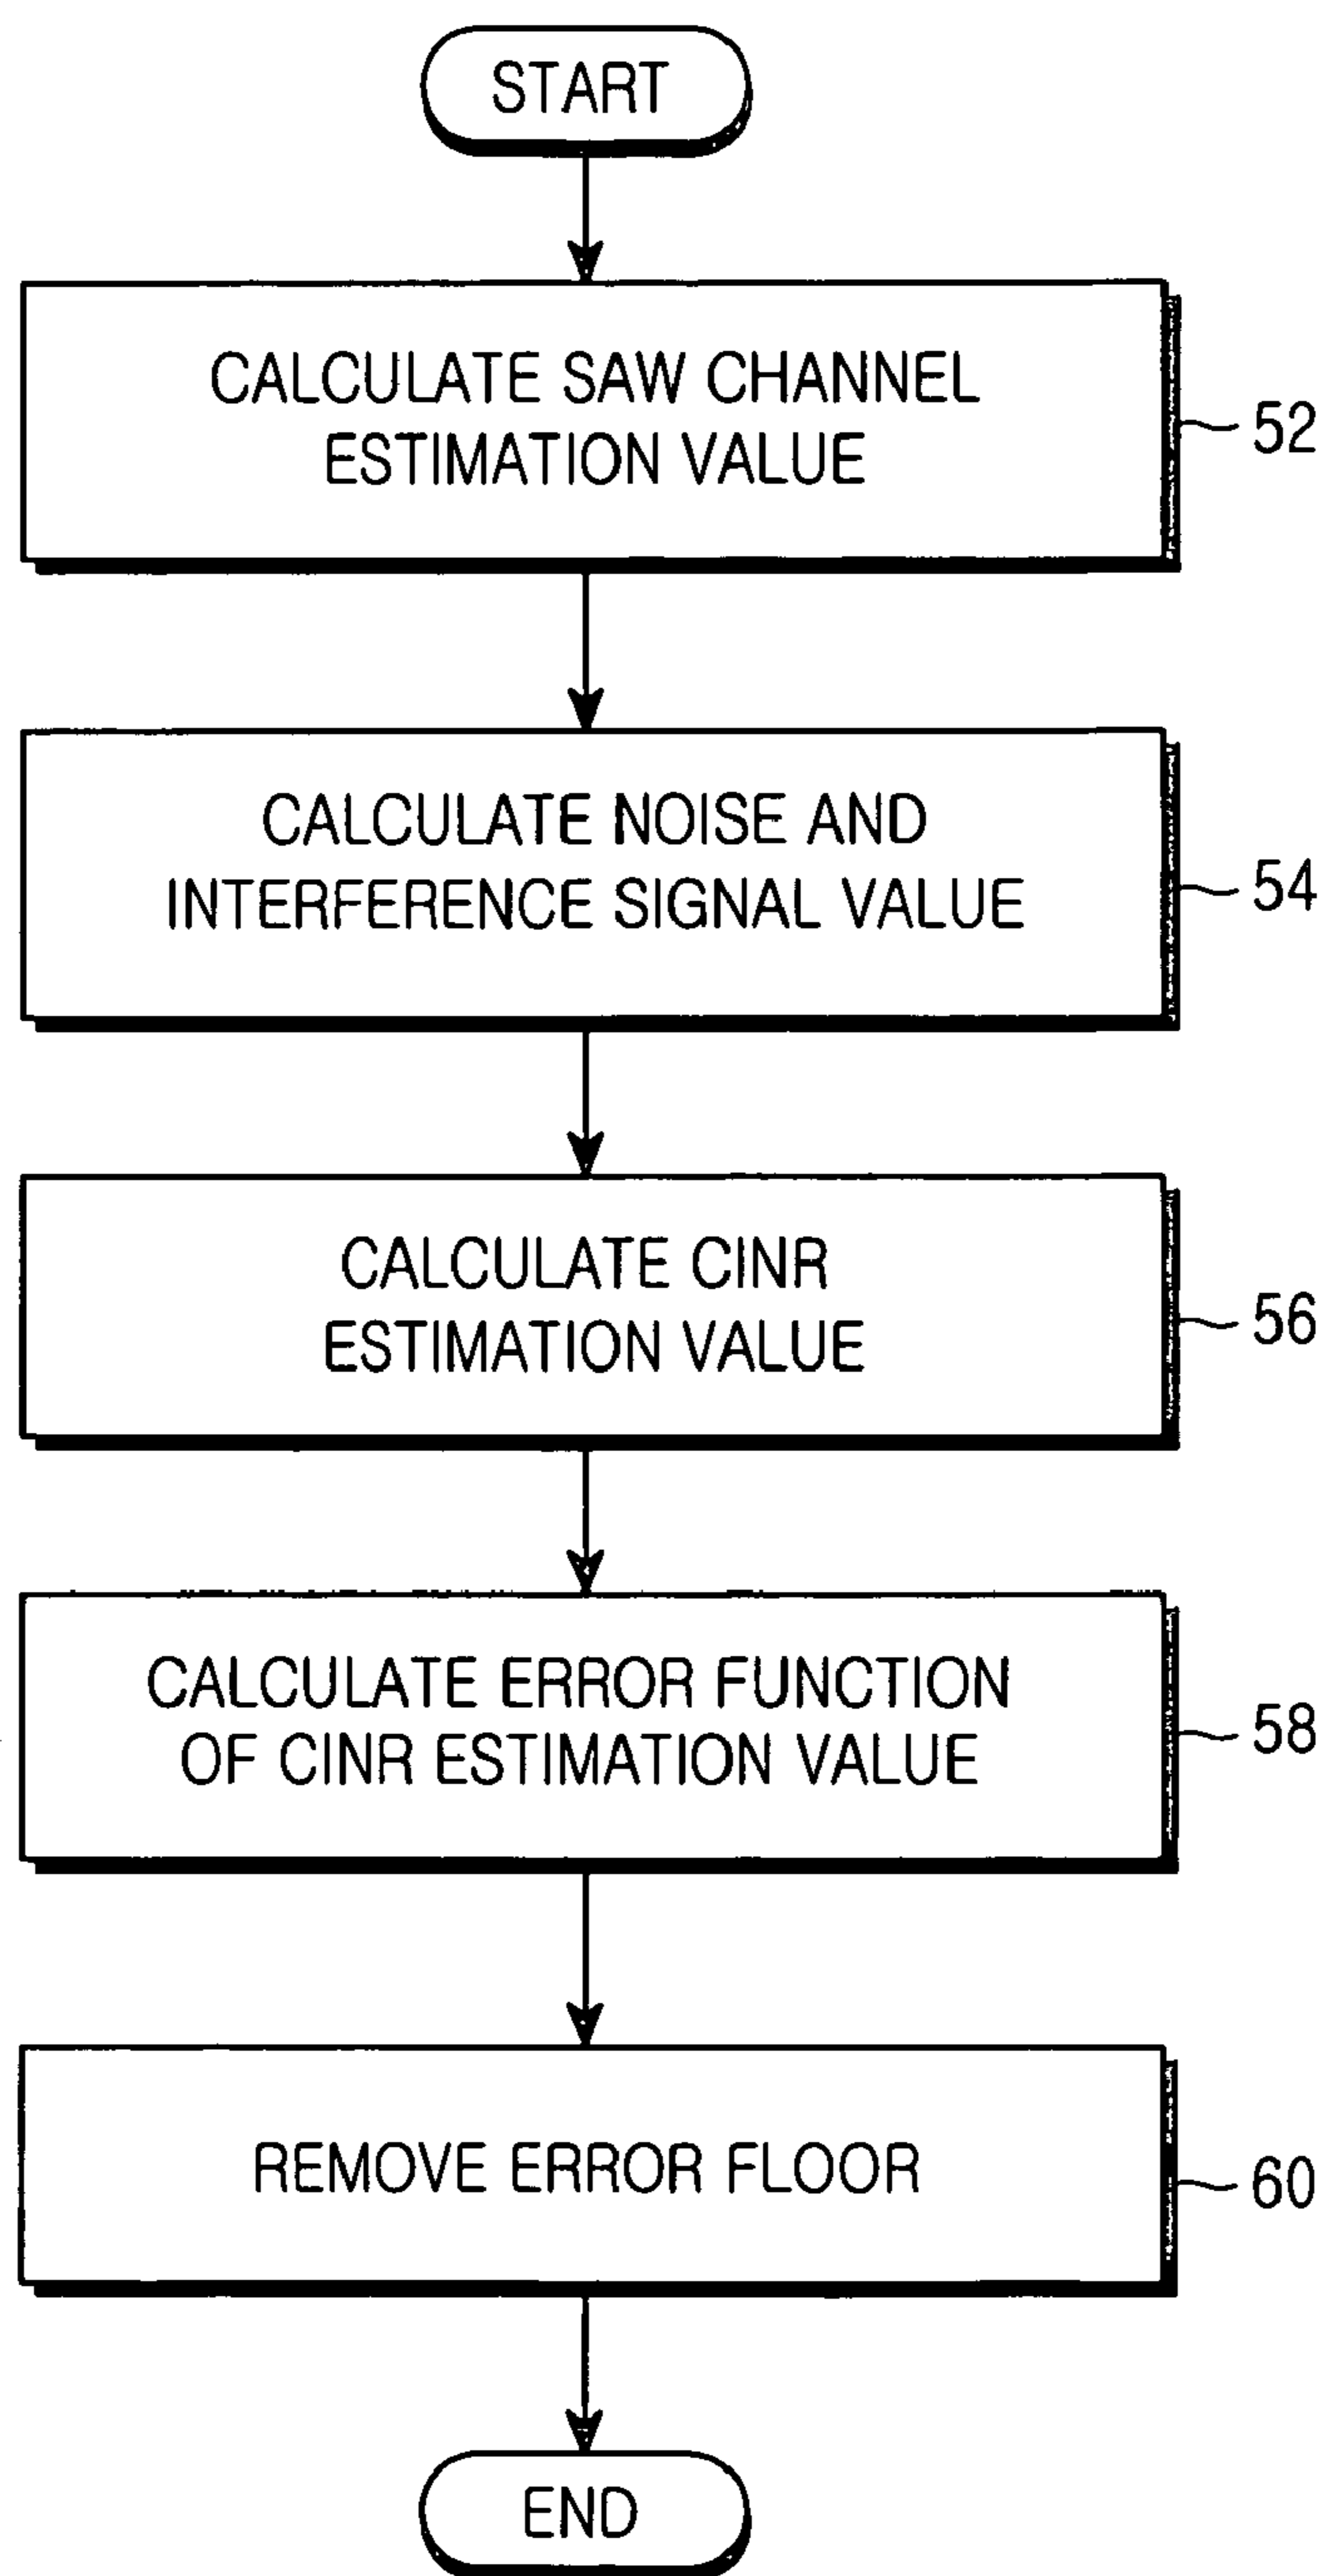 START
CALCULATE SAW CHANNEL
ESTIMATION VALUE
52
CALCULATE NOISE AND
INTERFERENCE SIGNAL VALUE
54
CALCULATE CINR
ESTIMATION VALUE
56
CALCULATE ERROR FUNCTION
OF CINR ESTIMATION VALUE
58
REMOVE ERROR FLOOR
60
END